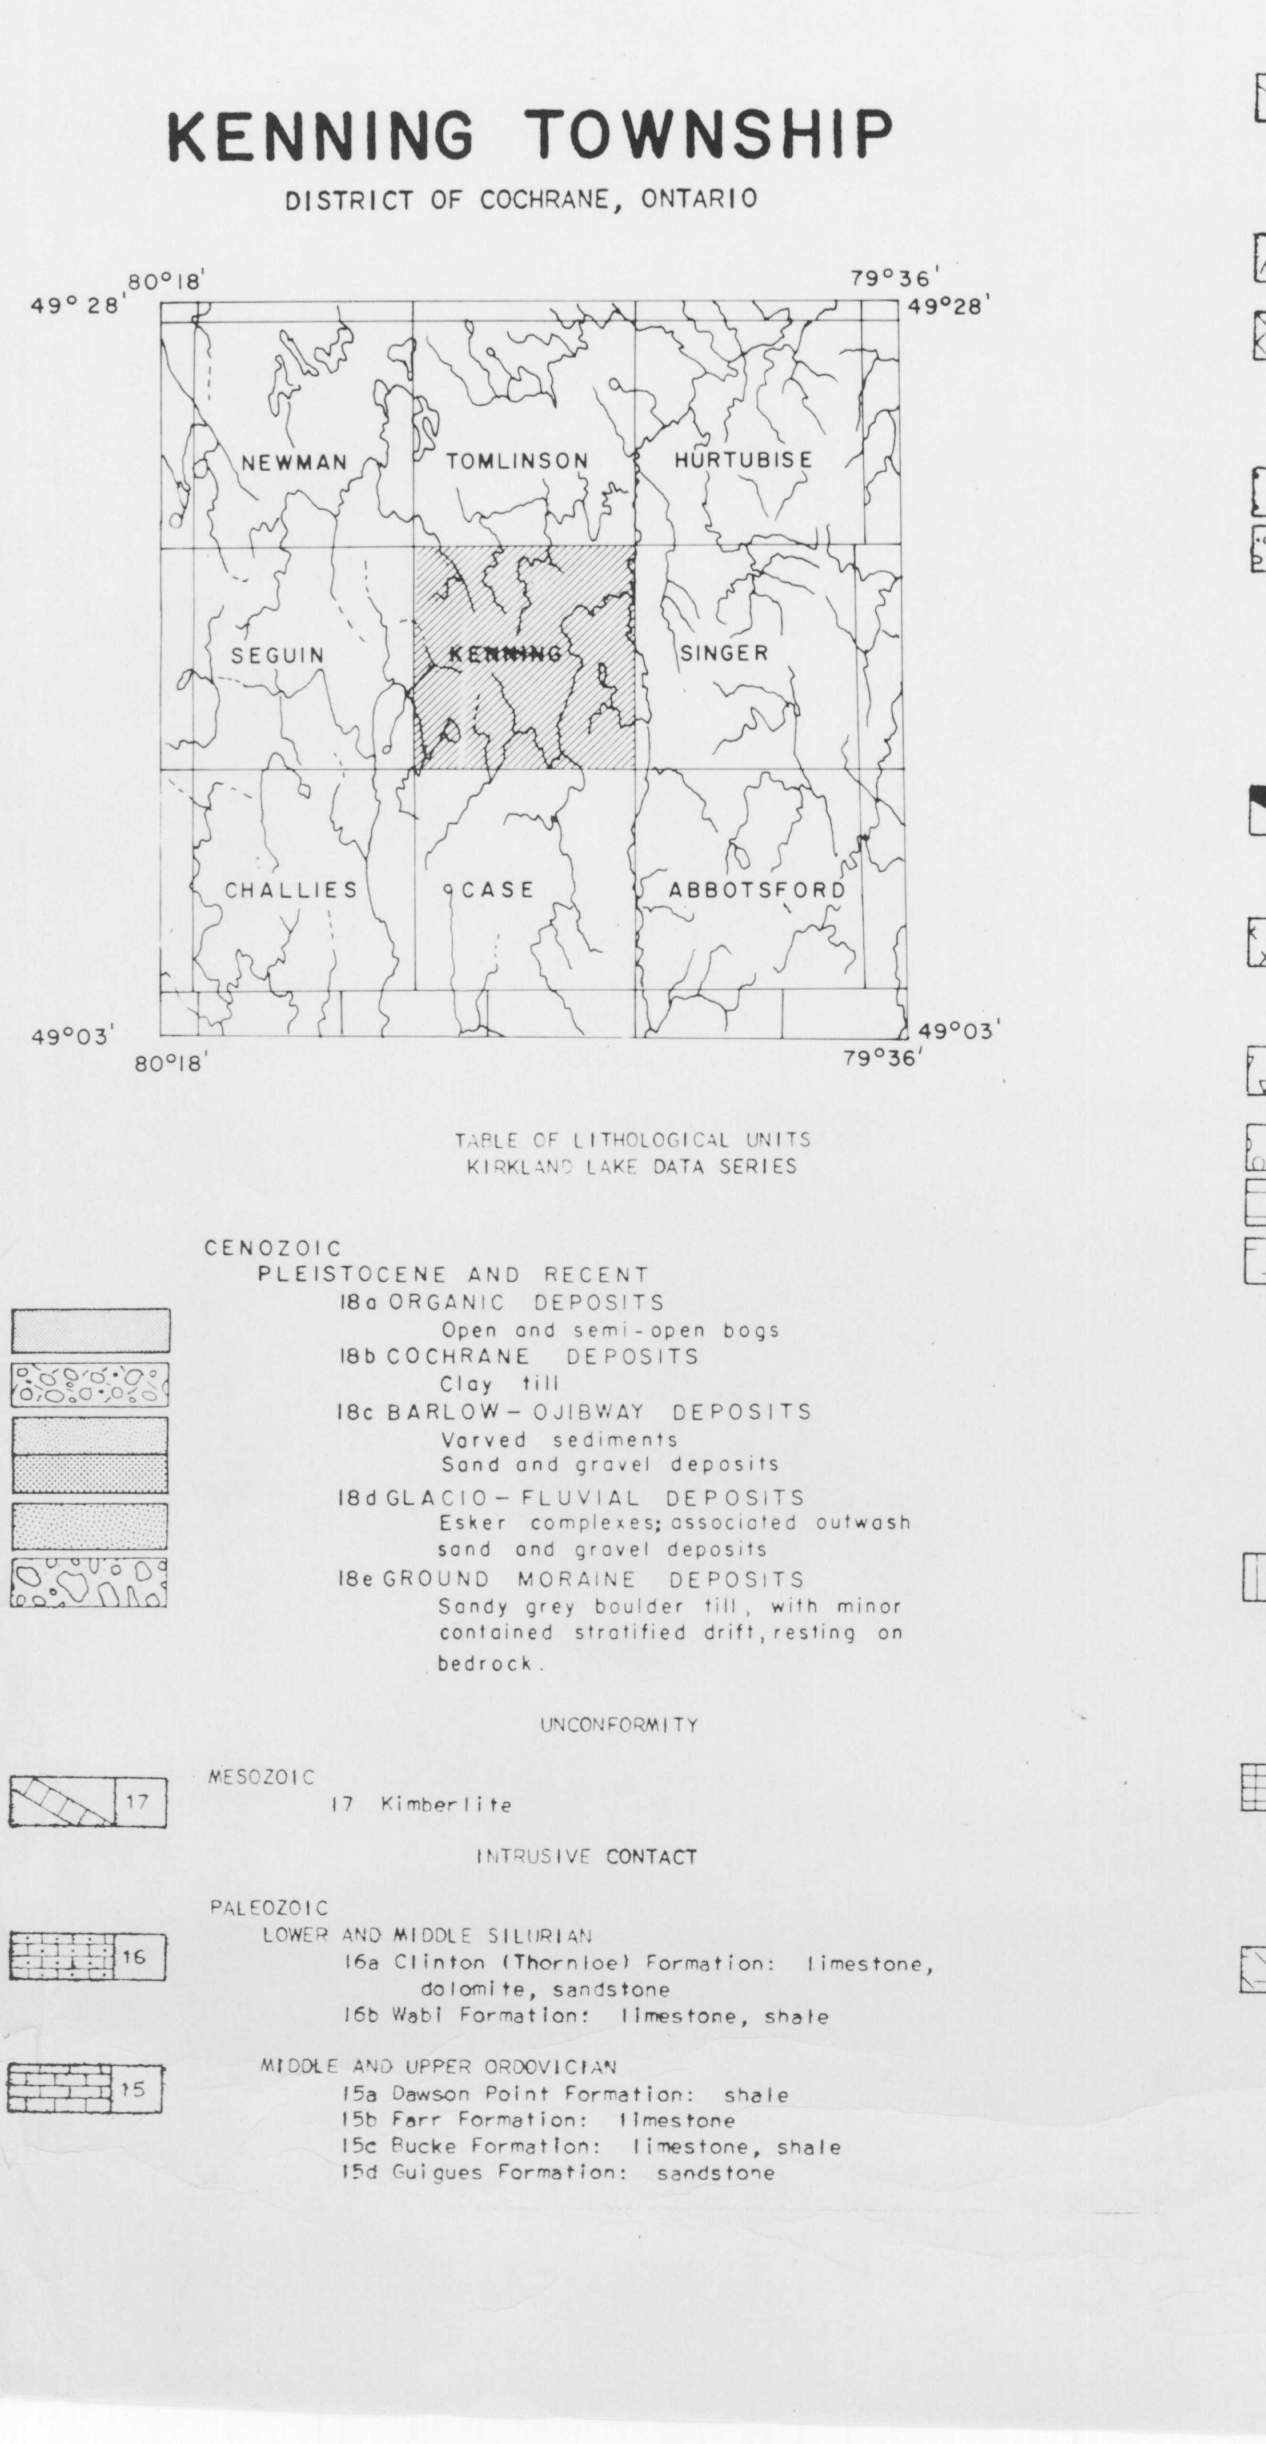 KENNING TOWNSHIP
DISTRICT OF COCHRANE, ONTARIO
80°18' 79°36'
49°28' 49°28'
NEWMAN TOMLINSON HURTUBISE
SEGUIN KENNING SINGER
CHALLIES CASE ABBOTSFORD
49°03' 49°03'
80°18' 79°36'
TABLE OF LITHOLOGICAL UNITS
KIRKLAND LAKE DATA SERIES
CENOZOIC
PLEISTOCENE AND RECENT
18a ORGANIC DEPOSITS
Open and semi-open bogs
18b COCHRANE DEPOSITS
Clay till
18c BARLOW-OJIBWAY DEPOSITS
Varved sediments
Sand and gravel deposits
18d GLACIO-FLUVIAL DEPOSITS
Esker complexes; associated outwash
sand and gravel deposits
18e GROUND MORAINE DEPOSITS
Sandy grey boulder till, with minor
contained stratified drift, resting on
bedrock.
UNCONFORMITY
MESOZOIC
17 17 Kimberlite
INTRUSIVE CONTACT
PALEOZOIC
LOWER AND MIDDLE SILURIAN
16 16a Clinton (Thornloe) Formation: limestone,
dolomite, sandstone
16b Wabi Formation: limestone, shale
MIDDLE AND UPPER ORDOVICIAN
15 15a Dawson Point Formation: shale
15b Farr Formation: limestone
15c Bucke Formation: limestone, shale
15d Guigues Formation: sandstone